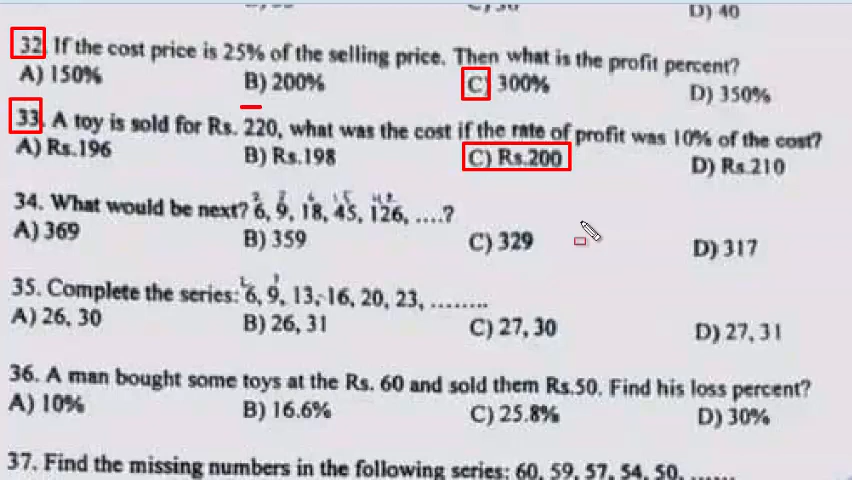 D) 40
32. If the cost price is 25% of the selling price. Then what is the profit percent?
A) 150% B) 200% C) 300% D) 350%
33. A toy is sold for Rs. 220, what was the cost if the rate of profit was 10% of the cost?
A) Rs.196 B) Rs.198 C) Rs.200 D) Rs.210
34. What would be next? 6, 9, 18, 45, 126, ....?
A) 369 B) 359 C) 329 D) 317
35. Complete the series: 6, 9, 13, 16, 20, 23, ........
A) 26, 30 B) 26, 31 C) 27, 30 D) 27, 31
36. A man bought some toys at the Rs. 60 and sold them Rs.50. Find his loss percent?
A) 10% B) 16.6% C) 25.8% D) 30%
37. Find the missing numbers in the following series: 60, 59, 57, 54, 50, ......